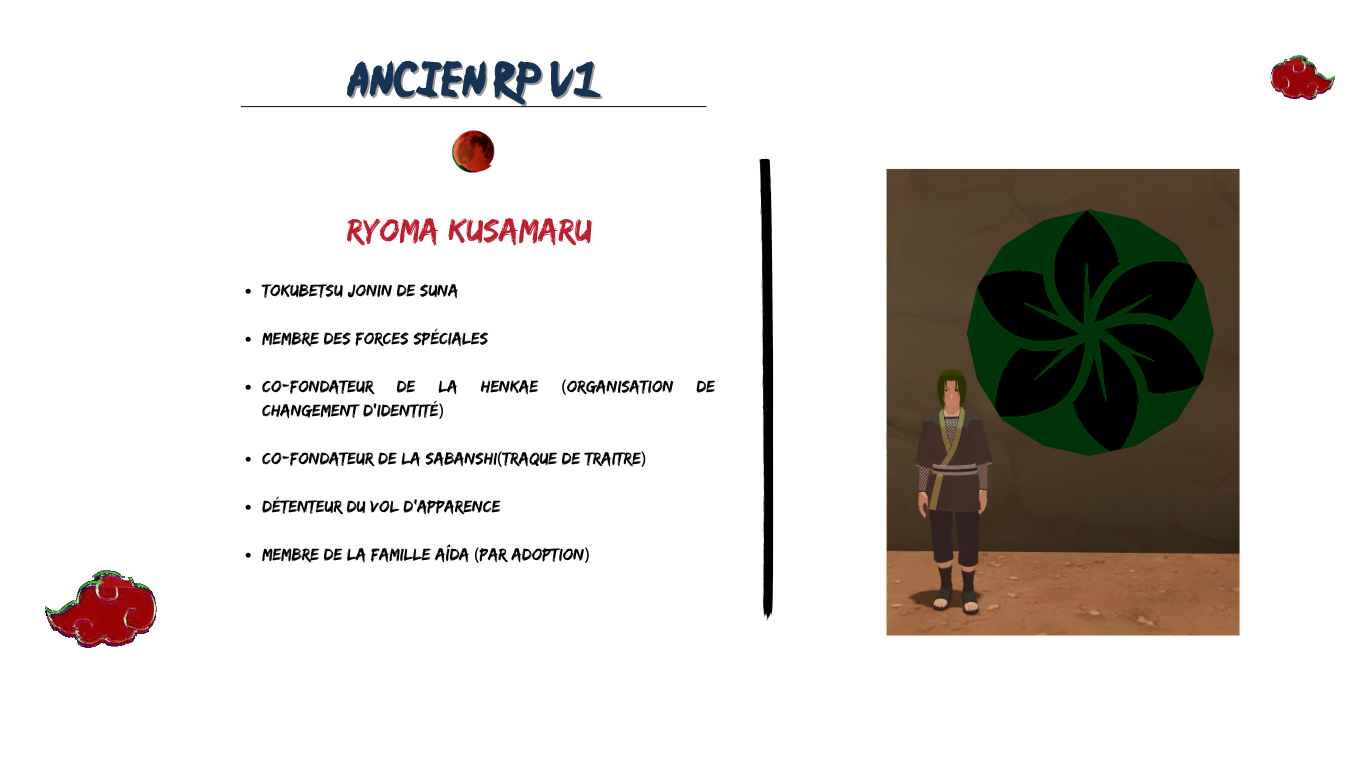 ANCIEN RP V1
RYOMA KUSAMARU
• TOKUBETSU JONIN DE SUNA
• MEMBRE DES FORCES SPÉCIALES
• CO-FONDATEUR DE LA HENKAE (ORGANISATION DE
CHANGEMENT D'IDENTITÉ)
• CO-FONDATEUR DE LA SABANSHI(TRAQUE DE TRAITRE)
• DÉTENTEUR DU VOL D'APPARENCE
• MEMBRE DE LA FAMILLE AÎDA (PAR ADOPTION)